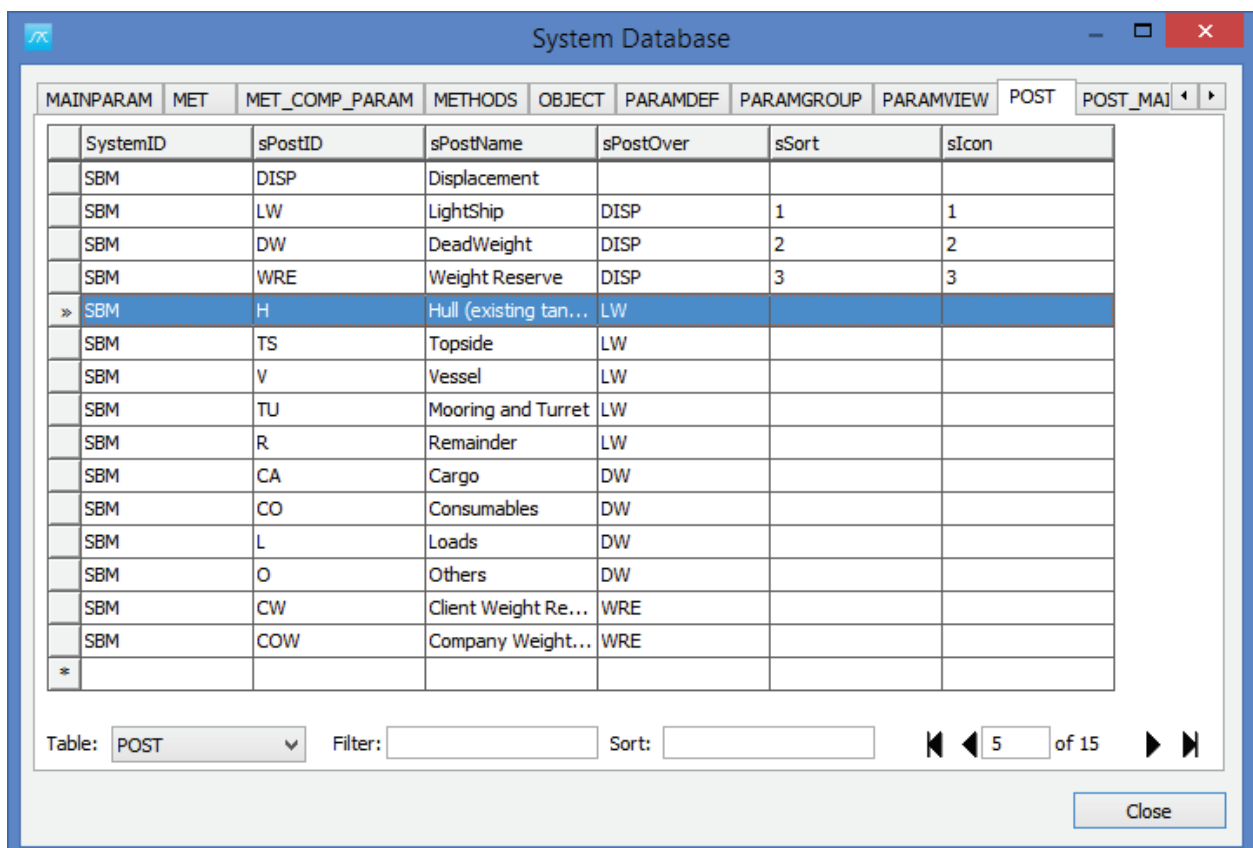 System Database
MAINPARAM MET MET_COMP_PARAM METHODS OBJECT PARAMDEF PARAMGROUP PARAMVIEW POST POST_MAI
SystemID sPostID sPostName sPostOver sSort sIcon
SBM DISP Displacement
SBM LW LightShip DISP 1 1
SBM DW DeadWeight DISP 2 2
SBM WRE Weight Reserve DISP 3 3
» SBM H Hull (existing tan... LW
SBM TS Topside LW
SBM V Vessel LW
SBM TU Mooring and Turret LW
SBM R Remainder LW
SBM CA Cargo DW
SBM CO Consumables DW
SBM L Loads DW
SBM O Others DW
SBM CW Client Weight Re... WRE
SBM COW Company Weight... WRE
*
Table: POST Filter: Sort: 5 of 15
Close